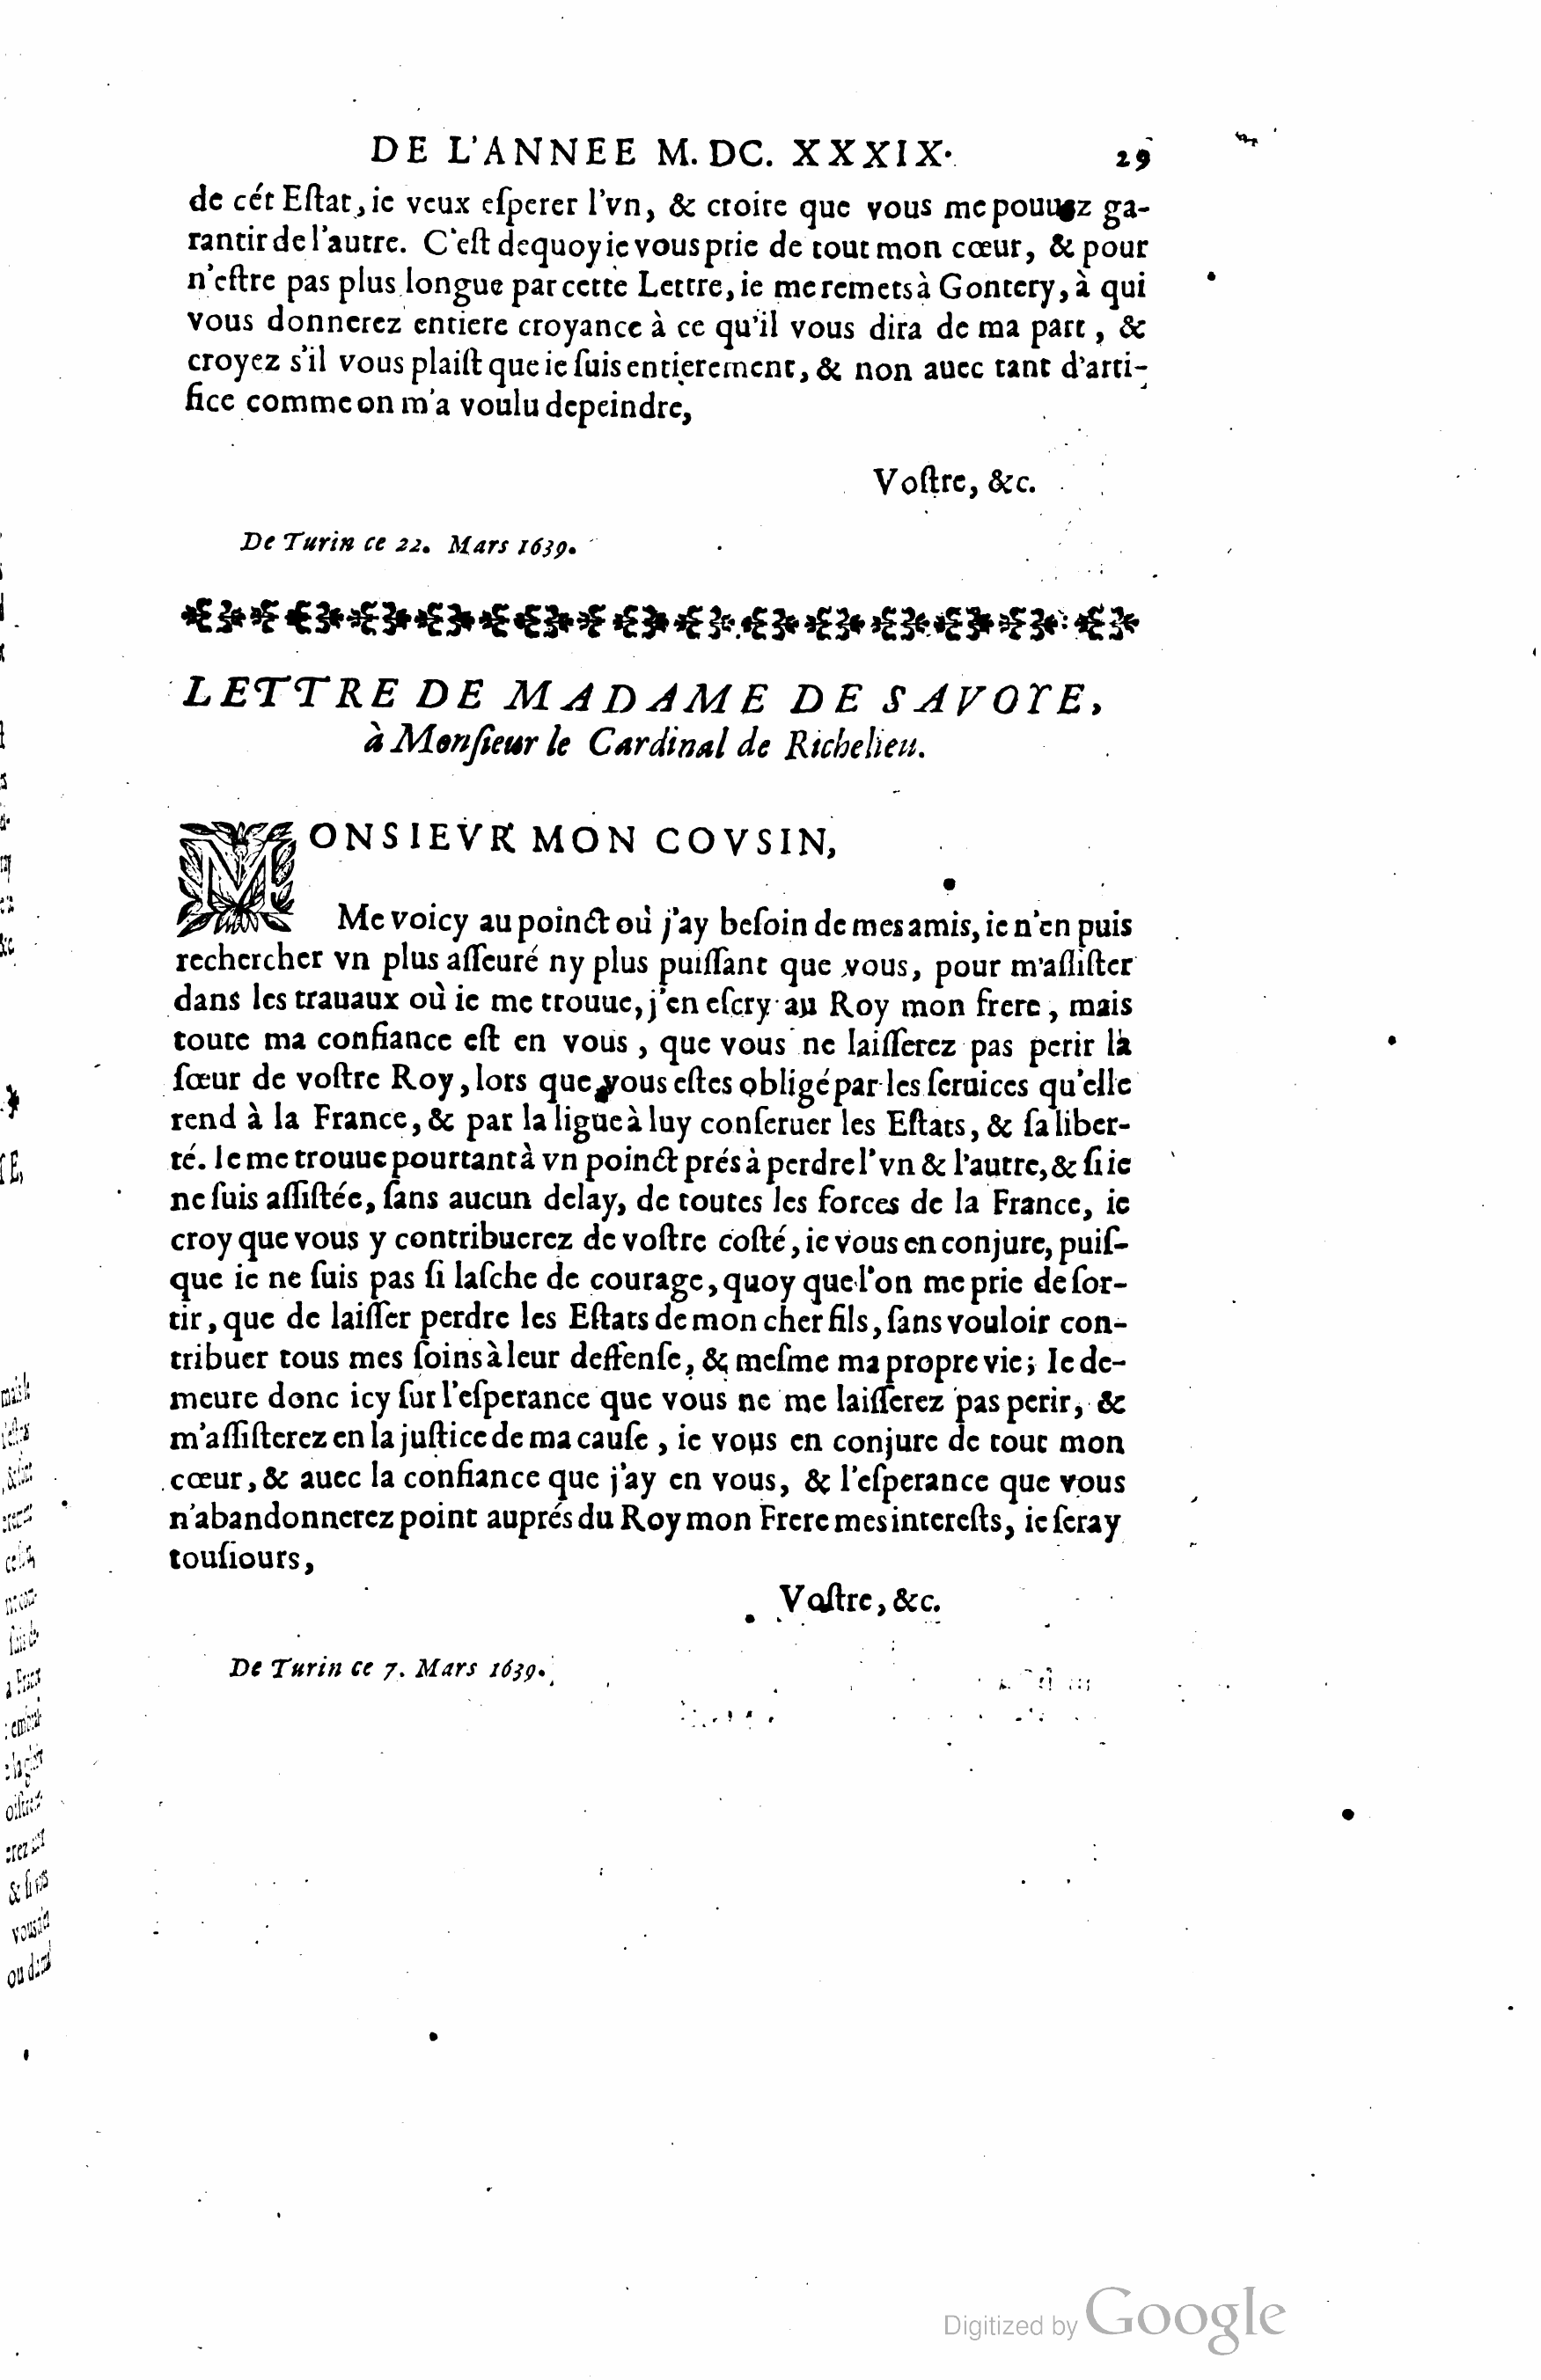 DE L'ANNEE M. DC. XXXIX. 29
de cét Eſtat, ie veux eſperer l'vn, & croire que vous me pouuez ga-
rantir de l'autre. C'eſt dequoy ie vous prie de tout mon cœur, & pour
n'eſtre pas plus longue par cette Lettre, ie me remets à Gontery, à qui
vous donnerez entiere croyance à ce qu'il vous dira de ma part, &
croyez s'il vous plaiſt que ie ſuis entierement, & non auec tant d'arti-
fice comme on m'a voulu depeindre,
Voſtre, &c.
De Turin ce 22. Mars 1639.
LETTRE DE MADAME DE SAVOYE,
à Monſieur le Cardinal de Richelieu.
MONSIEVR MON COVSIN,
Me voicy au poinct où j'ay beſoin de mes amis, ie n'en puis
rechercher vn plus aſſeuré ny plus puiſſant que vous, pour m'aſſiſter
dans les trauaux où ie me trouue, j'en eſcry au Roy mon frere, mais
toute ma confiance eſt en vous, que vous ne laiſſerez pas perir la
ſœur de voſtre Roy, lors que vous eſtes obligé par les ſeruices qu'elle
rend à la France, & par la ligue à luy conſeruer les Eſtats, & ſa liber-
té. Ie me trouue pourtant à vn poinct prés à perdre l'vn & l'autre, & ſi ie
ne ſuis aſſiſtée, ſans aucun delay, de toutes les forces de la France, ie
croy que vous y contribuerez de voſtre coſté, ie vous en conjure, puiſ-
que ie ne ſuis pas ſi laſche de courage, quoy que l'on me prie de ſor-
tir, que de laiſſer perdre les Eſtats de mon cher fils, ſans vouloir con-
tribuer tous mes ſoins à leur deffenſe, & meſme ma propre vie; Ie de-
meure donc icy ſur l'eſperance que vous ne me laiſſerez pas perir, &
m'aſſiſterez en la juſtice de ma cauſe, ie vous en conjure de tout mon
cœur, & auec la confiance que j'ay en vous, & l'eſperance que vous
n'abandonnerez point auprés du Roy mon Frere mes intereſts, ie ſeray
touſiours,
Voſtre, &c.
De Turin ce 7. Mars 1639.
Digitized by Google